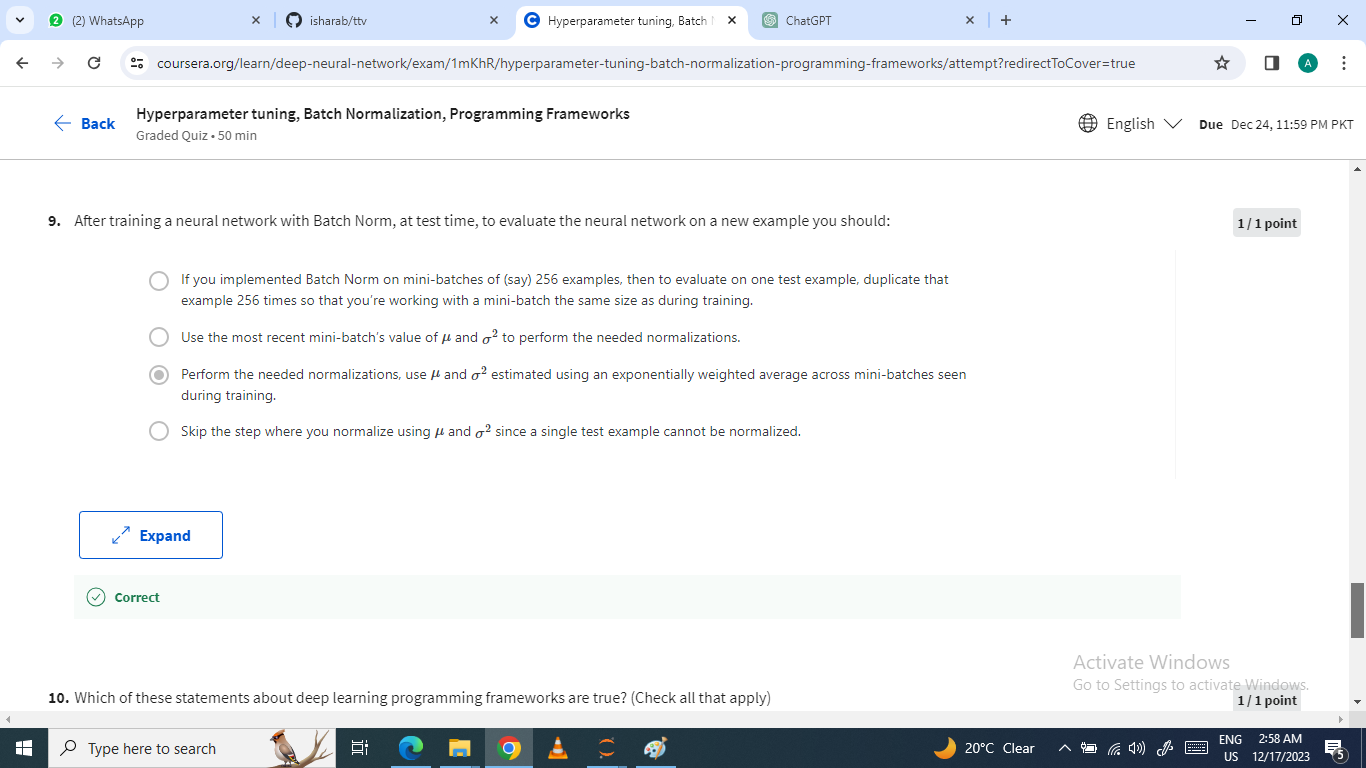 (2) WhatsApp
isharab/ttv
Hyperparameter tuning, Batch
ChatGPT
coursera.org/learn/deep-neural-network/exam/1mKhR/hyperparameter-tuning-batch-normalization-programming-frameworks/attempt?redirectToCover=true
A
Back
Hyperparameter tuning, Batch Normalization, Programming Frameworks
Graded Quiz • 50 min
English
Due Dec 24, 11:59 PM PKT
9. After training a neural network with Batch Norm, at test time, to evaluate the neural network on a new example you should:
1 / 1 point
If you implemented Batch Norm on mini-batches of (say) 256 examples, then to evaluate on one test example, duplicate that
example 256 times so that you're working with a mini-batch the same size as during training.
Use the most recent mini-batch's value of μ and σ² to perform the needed normalizations.
Perform the needed normalizations, use μ and σ² estimated using an exponentially weighted average across mini-batches seen
during training.
Skip the step where you normalize using μ and σ² since a single test example cannot be normalized.
Expand
Correct
Activate Windows
Go to Settings to activate Windows.
10. Which of these statements about deep learning programming frameworks are true? (Check all that apply)
1 / 1 point
Type here to search
20°C Clear
ENG
US
2:58 AM
12/17/2023
5